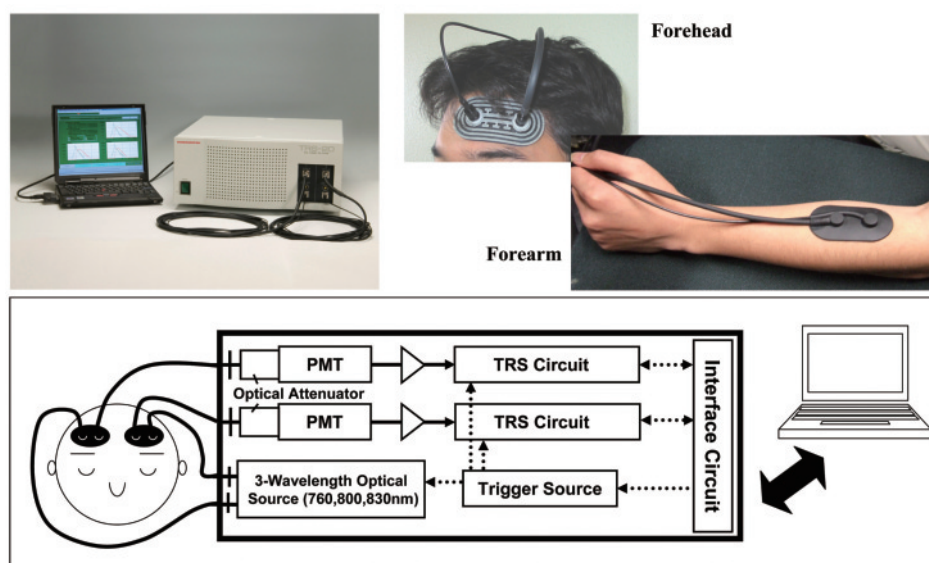 Forehead
Forearm
PMT
TRS Circuit
Optical Attenuator
PMT
TRS Circuit
3-Wavelength Optical
Source (760,800,830nm)
Trigger Source
Interface Circuit